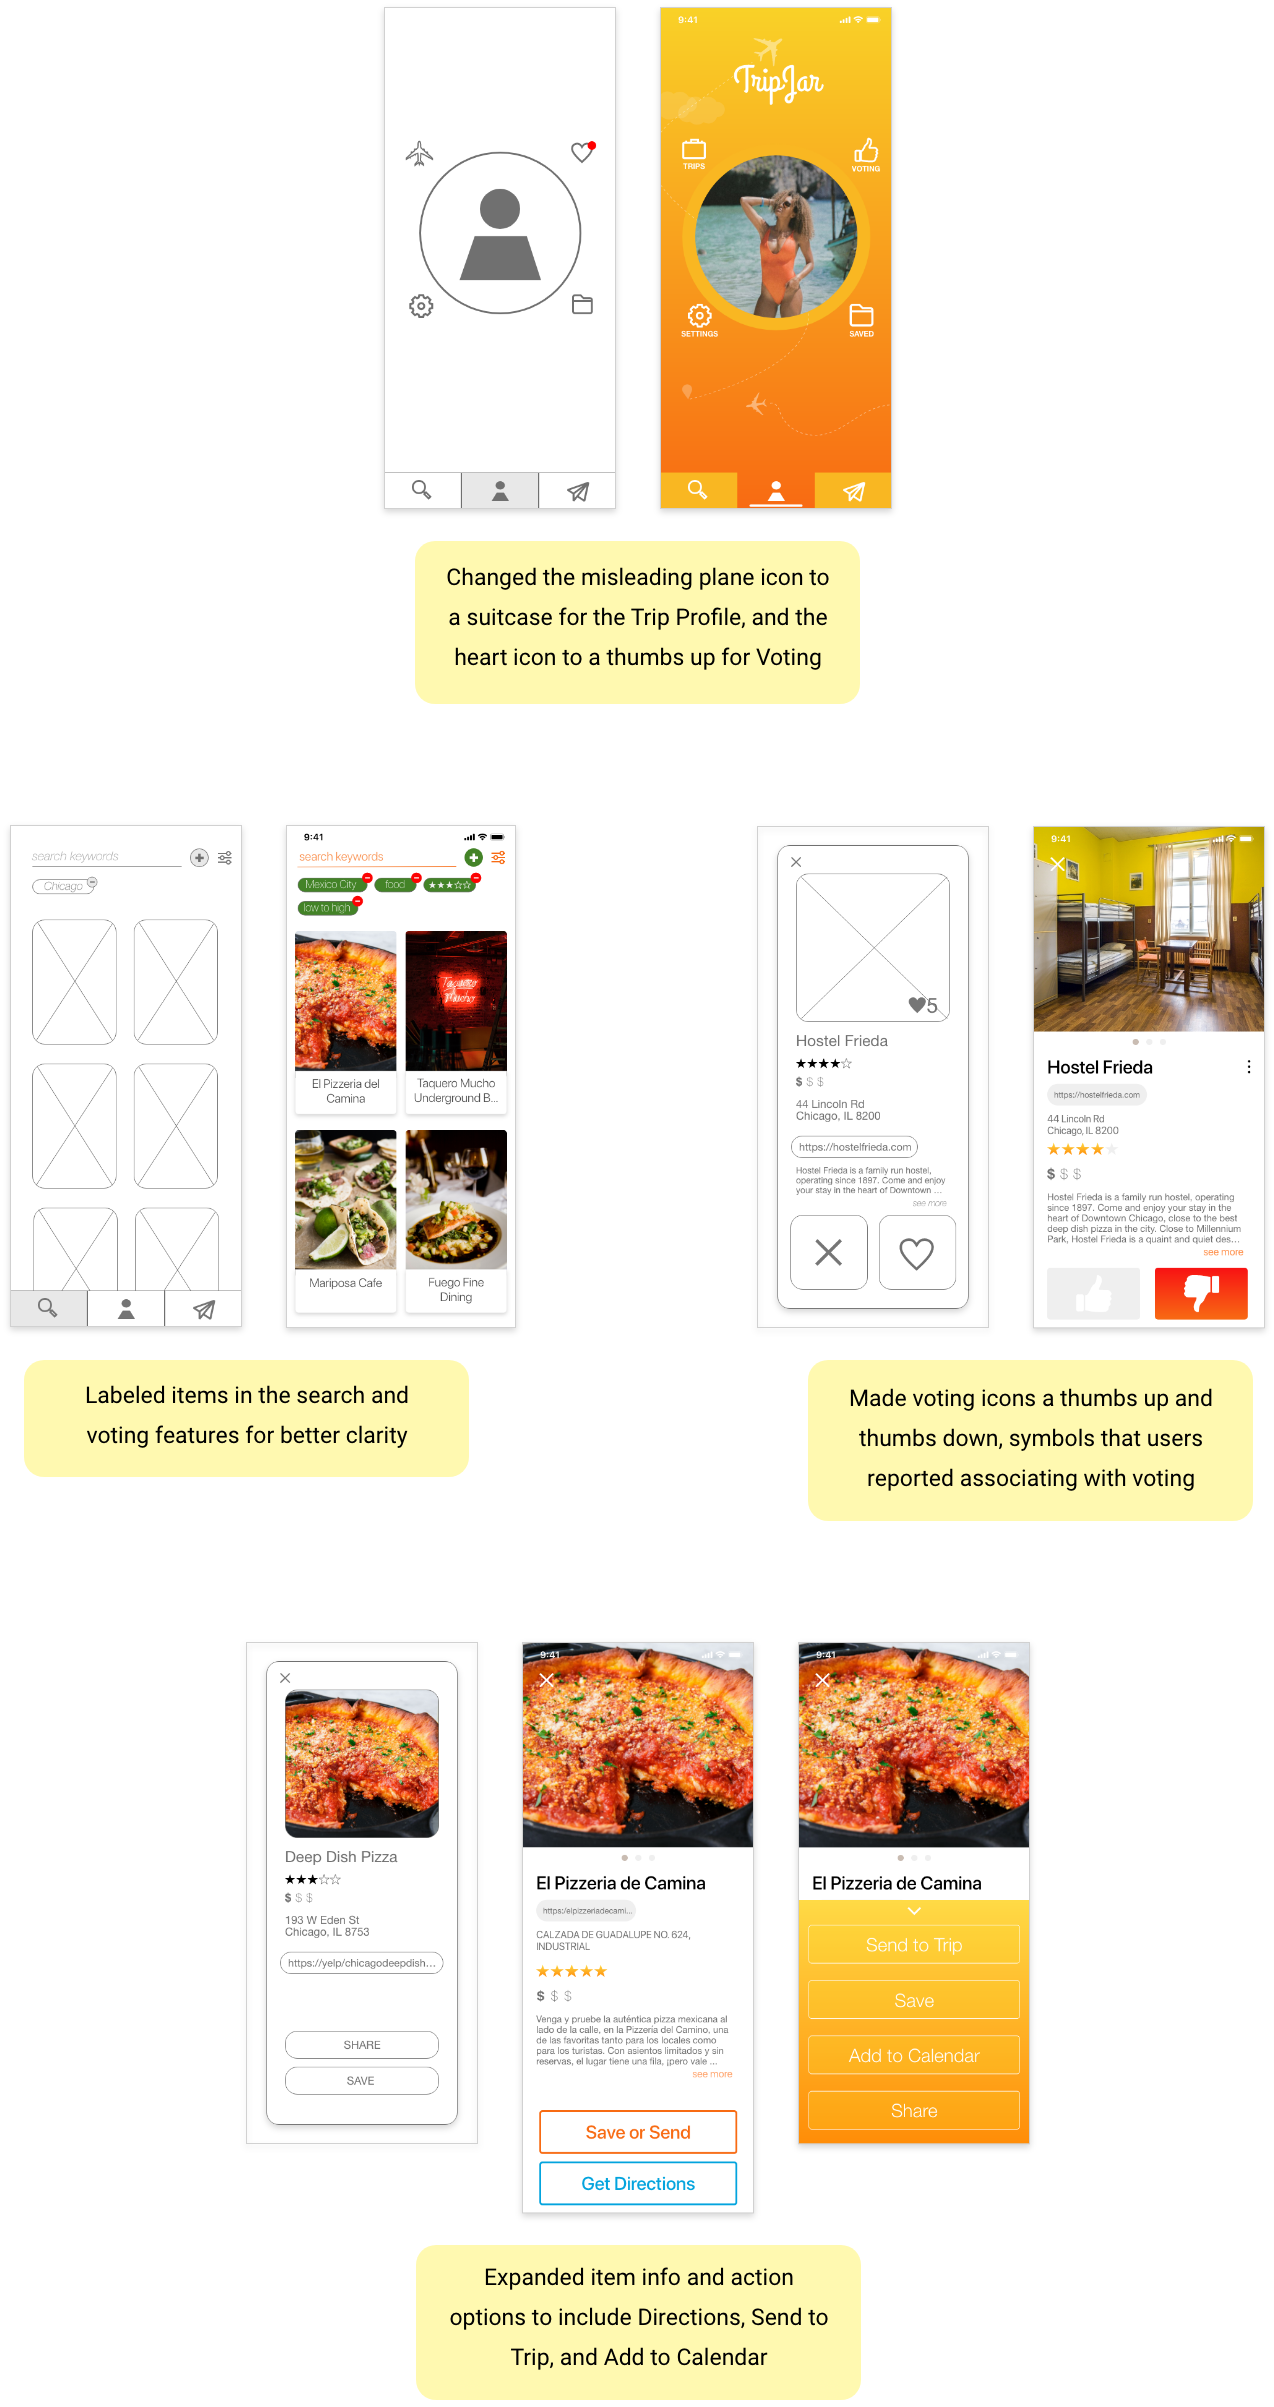 9:41
TripJar
TRIPS
VOTING
SETTINGS
SAVED
Changed the misleading plane icon to
a suitcase for the Trip Profile, and the
heart icon to a thumbs up for Voting
search keywords
Chicago
9:41
search keywords
Mexico City
food
low to high
El Pizzeria del
Camina
Taquero
Mucho
Taquero Mucho
Underground B...
Mariposa Cafe
Fuego Fine
Dining
Labeled items in the search and
voting features for better clarity
5
Hostel Frieda
$ $ $
44 Lincoln Rd
Chicago, IL 8200
https://hostelfrieda.com
Hostel Frieda is a family run hostel,
operating since 1897. Come and enjoy
your stay in the heart of Downtown ...
see more
9:41
Hostel Frieda
https://hostelfrieda.com
44 Lincoln Rd
Chicago, IL 8200
$ $ $
Hostel Frieda is a family run hostel, operating
since 1897. Come and enjoy your stay in the
heart of Downtown Chicago, close to the best
deep dish pizza in the city. Close to Millennium
Park, Hostel Frieda is a quaint and quiet des...
see more
Made voting icons a thumbs up and
thumbs down, symbols that users
reported associating with voting
Deep Dish Pizza
$ $ $
193 W Eden St
Chicago, IL 8753
https://yelp/chicagodeepdish...
SHARE
SAVE
9:41
El Pizzeria de Camina
https:/elpizzeriadecami...
CALZADA DE GUADALUPE NO. 624,
INDUSTRIAL
$ $ $
Venga y pruebe la auténtica pizza mexicana al
lado de la calle, en la Pizzeria del Camino, una
de las favoritas tanto para los locales como
para los turistas. Con asientos limitados y sin
reservas, el lugar tiene una fila, ¡pero vale ...
see more
Save or Send
Get Directions
9:41
El Pizzeria de Camina
Send to Trip
Save
Add to Calendar
Share
Expanded item info and action
options to include Directions, Send to
Trip, and Add to Calendar